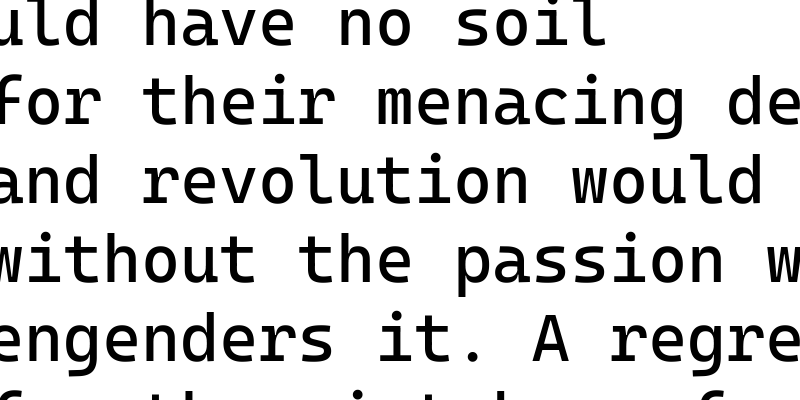 uld have no soil
for their menacing de
and revolution would
without the passion w
engenders it. A regre